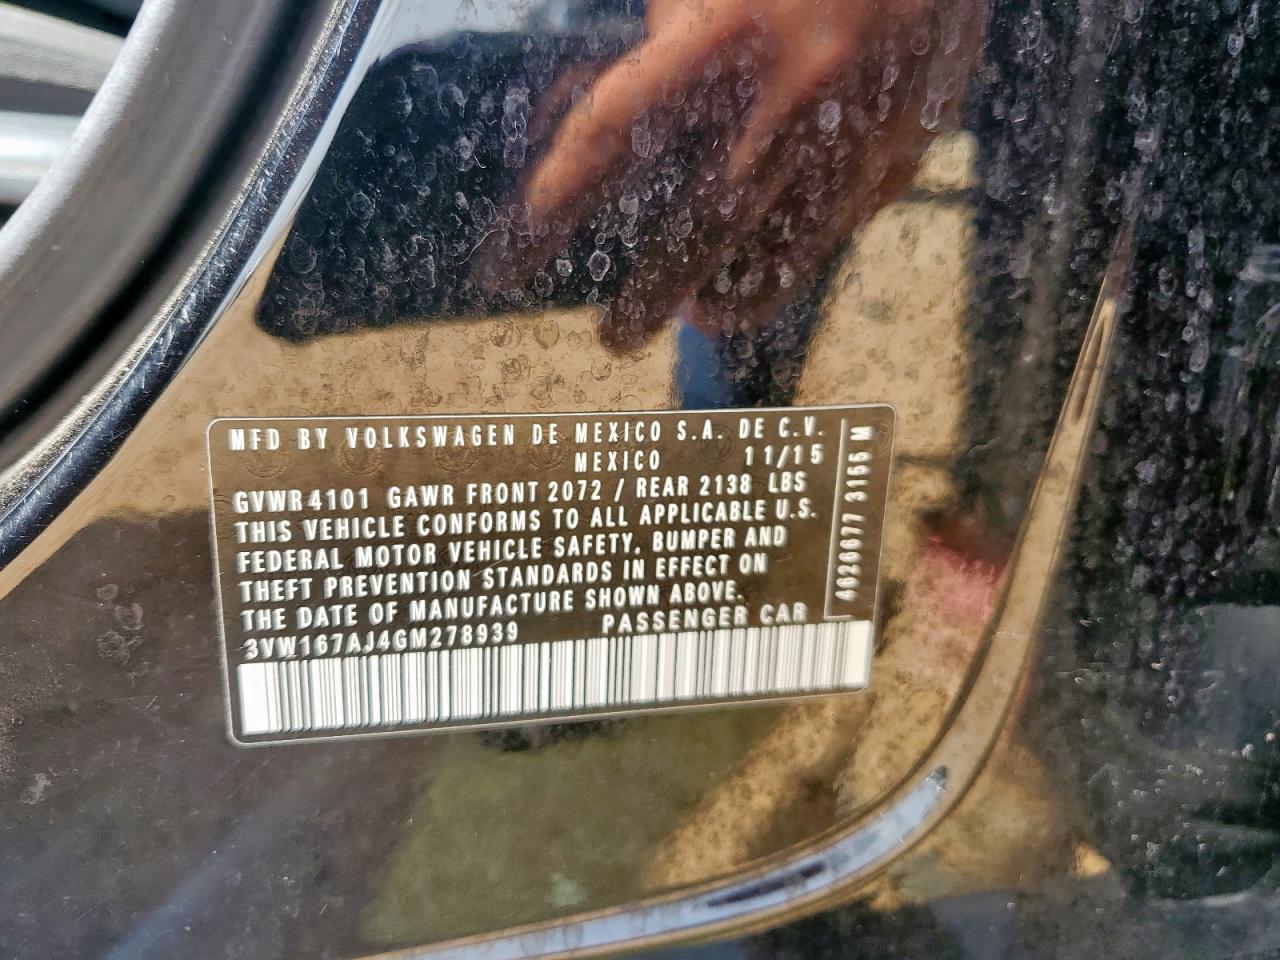 MFD BY VOLKSWAGEN DE MEXICO S.A. DE C.V.
MEXICO 11/15
GVWR 4101 GAWR FRONT 2072 / REAR 2138 LBS
THIS VEHICLE CONFORMS TO ALL APPLICABLE U.S.
FEDERAL MOTOR VEHICLE SAFETY, BUMPER AND
THEFT PREVENTION STANDARDS IN EFFECT ON
THE DATE OF MANUFACTURE SHOWN ABOVE.
3VW167AJ4GM278939 PASSENGER CAR
4626677 3155 M